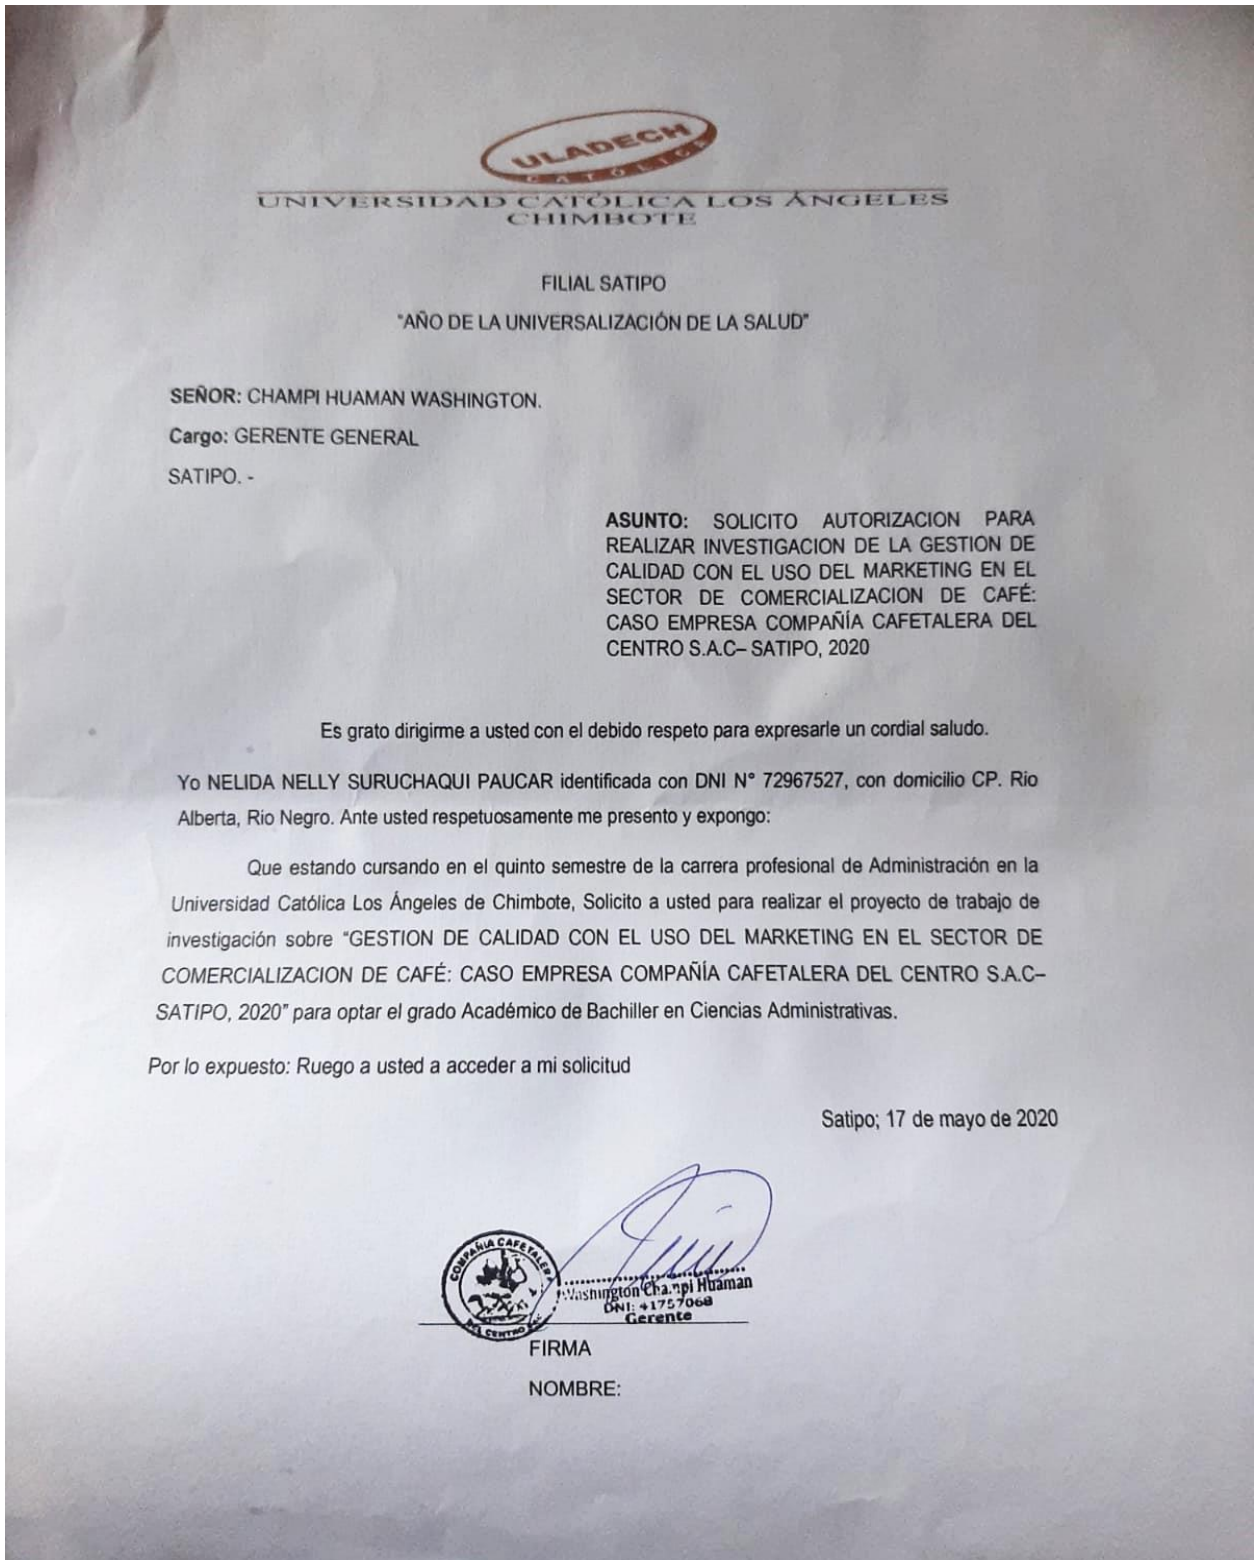 ULADECH
CATÓLICA
UNIVERSIDAD CATÓLICA LOS ÁNGELES
CHIMBOTE
FILIAL SATIPO
"AÑO DE LA UNIVERSALIZACIÓN DE LA SALUD"
SEÑOR: CHAMPI HUAMAN WASHINGTON.
Cargo: GERENTE GENERAL
SATIPO. -
ASUNTO: SOLICITO AUTORIZACION PARA
REALIZAR INVESTIGACION DE LA GESTION DE
CALIDAD CON EL USO DEL MARKETING EN EL
SECTOR DE COMERCIALIZACION DE CAFÉ:
CASO EMPRESA COMPAÑÍA CAFETALERA DEL
CENTRO S.A.C– SATIPO, 2020
Es grato dirigirme a usted con el debido respeto para expresarle un cordial saludo.
Yo NELIDA NELLY SURUCHAQUI PAUCAR identificada con DNI N° 72967527, con domicilio CP. Rio
Alberta, Rio Negro. Ante usted respetuosamente me presento y expongo:
Que estando cursando en el quinto semestre de la carrera profesional de Administración en la
Universidad Católica Los Ángeles de Chimbote, Solicito a usted para realizar el proyecto de trabajo de
investigación sobre "GESTION DE CALIDAD CON EL USO DEL MARKETING EN EL SECTOR DE
COMERCIALIZACION DE CAFÉ: CASO EMPRESA COMPAÑÍA CAFETALERA DEL CENTRO S.A.C–
SATIPO, 2020" para optar el grado Académico de Bachiller en Ciencias Administrativas.
Por lo expuesto: Ruego a usted a acceder a mi solicitud
Satipo; 17 de mayo de 2020
COMPAÑIA CAFETALERA
DEL CENTRO SAC
Washington Champi Huaman
DNI: 41757068
Gerente
FIRMA
NOMBRE: